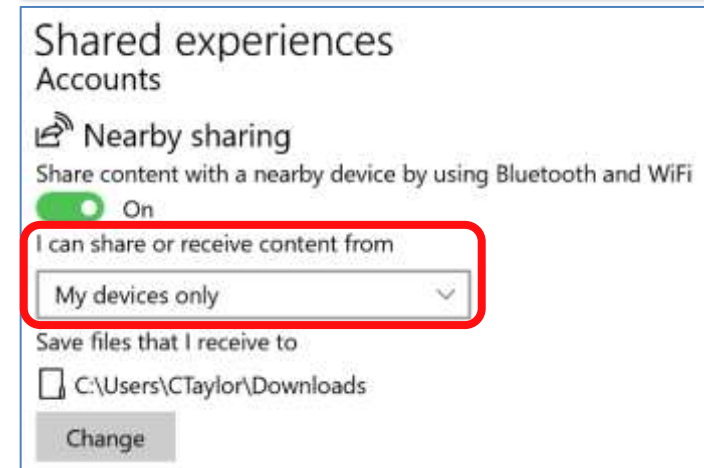 Shared experiences
Accounts
Nearby sharing
Share content with a nearby device by using Bluetooth and WiFi
On
I can share or receive content from
My devices only
Save files that I receive to
C:\Users\CTaylor\Downloads
Change